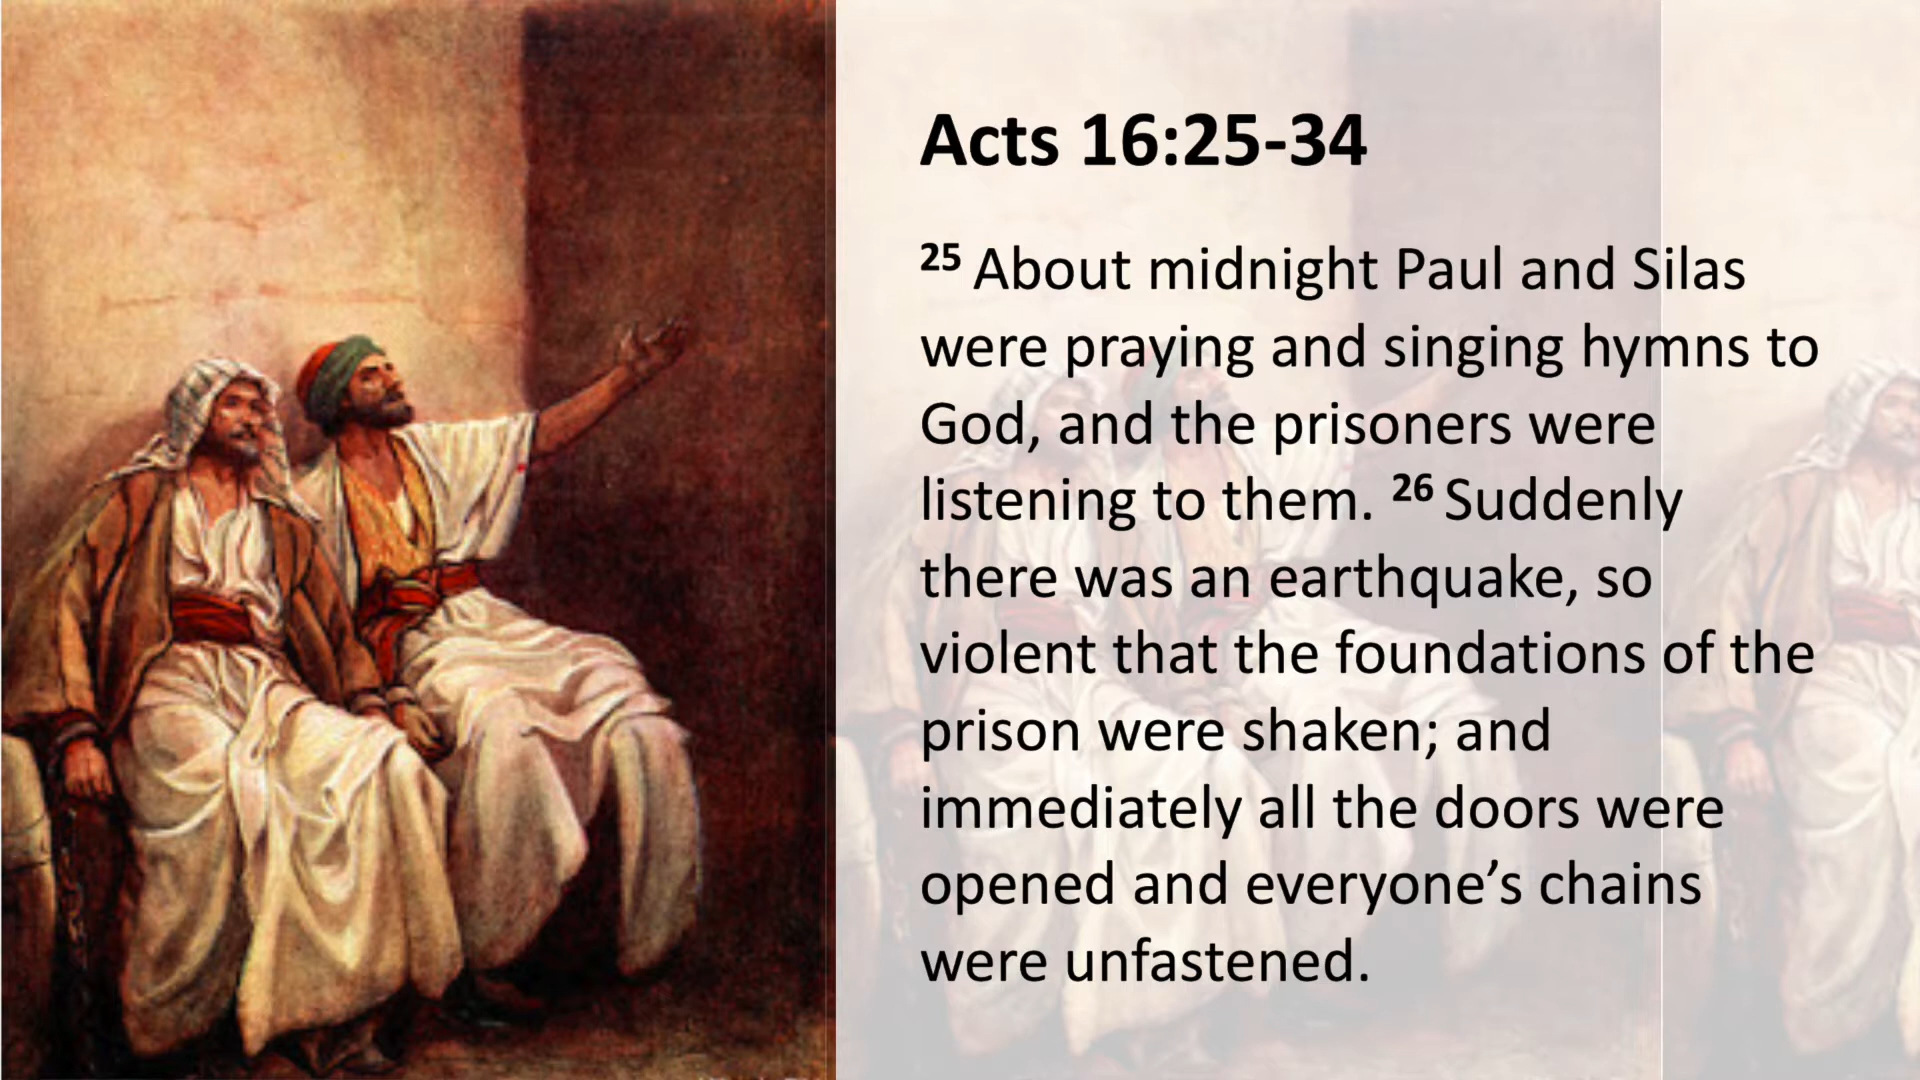 Acts 16:25-34
25 About midnight Paul and Silas
were praying and singing hymns to
God, and the prisoners were
listening to them. 26 Suddenly
there was an earthquake, so
violent that the foundations of the
prison were shaken; and
immediately all the doors were
opened and everyone’s chains
were unfastened.